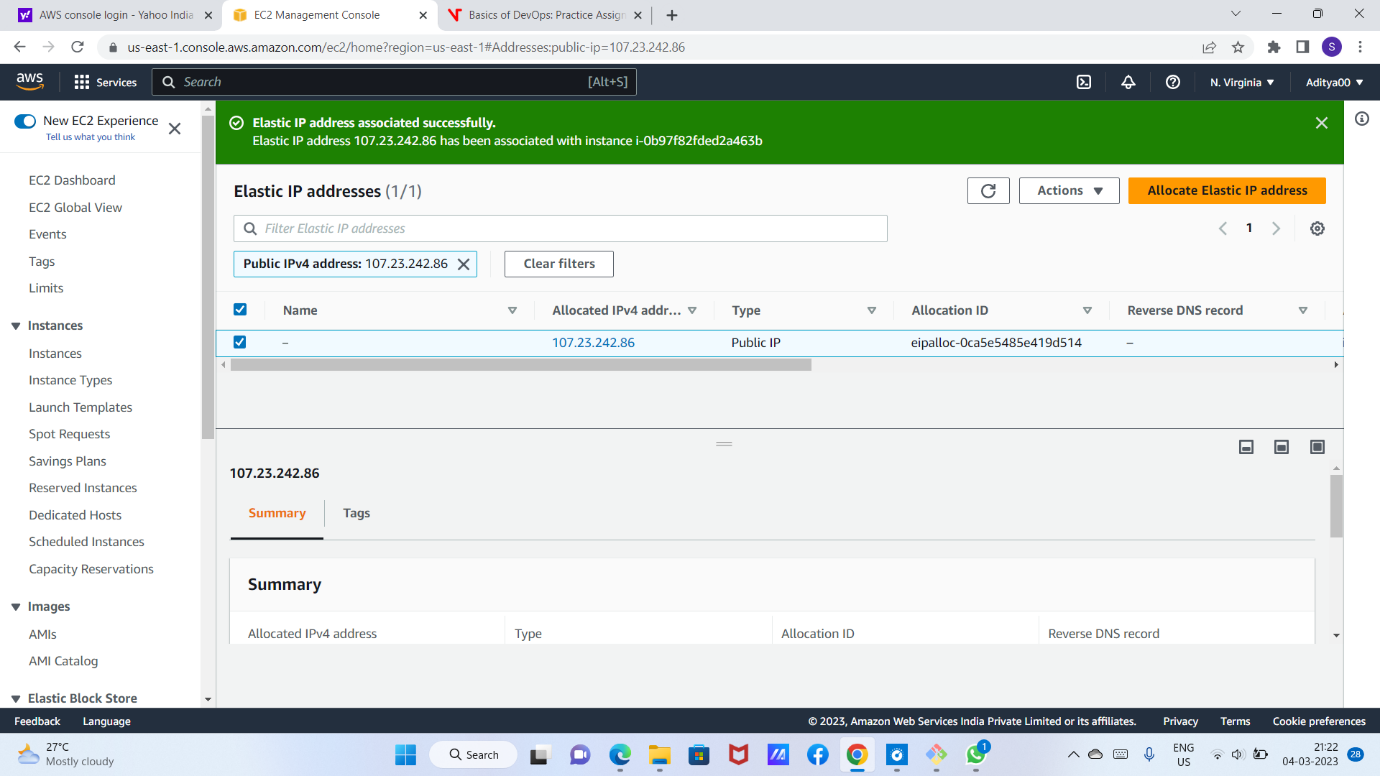 AWS console login - Yahoo India
EC2 Management Console
Basics of DevOps: Practice Assign
us-east-1.console.aws.amazon.com/ec2/home?region=us-east-1#Addresses:public-ip=107.23.242.86
S
aws
Services
Search
[Alt+S]
N. Virginia
Aditya00
New EC2 Experience
Tell us what you think
EC2 Dashboard
EC2 Global View
Events
Tags
Limits
Instances
Instances
Instance Types
Launch Templates
Spot Requests
Savings Plans
Reserved Instances
Dedicated Hosts
Scheduled Instances
Capacity Reservations
Images
AMIs
AMI Catalog
Elastic Block Store
Elastic IP address associated successfully.
Elastic IP address 107.23.242.86 has been associated with instance i-0b97f82fded2a463b
Elastic IP addresses (1/1)
Actions
Allocate Elastic IP address
Filter Elastic IP addresses
1
Public IPv4 address: 107.23.242.86
Clear filters
Name Allocated IPv4 addr... Type Allocation ID Reverse DNS record
– 107.23.242.86 Public IP eipalloc-0ca5e5485e419d514 –
107.23.242.86
Summary Tags
Summary
Allocated IPv4 address Type Allocation ID Reverse DNS record
Feedback Language © 2023, Amazon Web Services India Private Limited or its affiliates. Privacy Terms Cookie preferences
27°C
Mostly cloudy
Search
1
ENG
US
21:22
04-03-2023
28